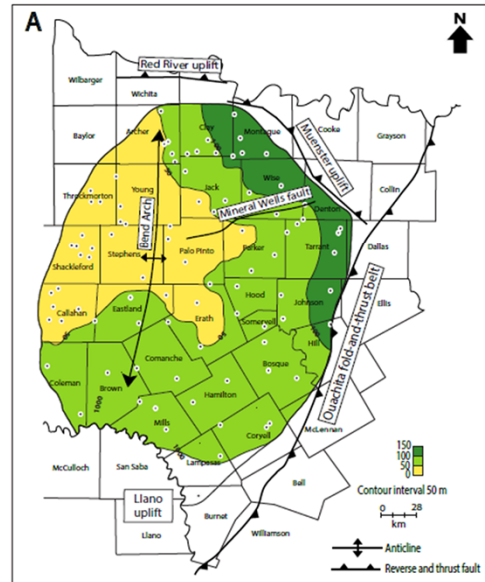 A
N
Red River uplift
Wilbarger
Wichita
Baylor
Archer
Clay
Montague
Cooke
Grayson
Muenster uplift
Throckmorton
Young
Jack
Wise
Denton
Collin
Mineral Wells fault
Bend Arch
Shackleford
Stephens
Palo Pinto
Parker
Tarrant
Dallas
Callahan
Eastland
Erath
Hood
Somervell
Johnson
Ellis
Hill
Ouachita fold-and-thrust belt
Coleman
Brown
Comanche
Bosque
Hamilton
Mills
Coryell
1000
McLennan
McCulloch
San Saba
Lampasas
Bell
Llano
uplift
Burnet
Llano
Williamson
150
100
50
0
Contour interval 50 m
0
28
km
Anticline
Reverse and thrust fault